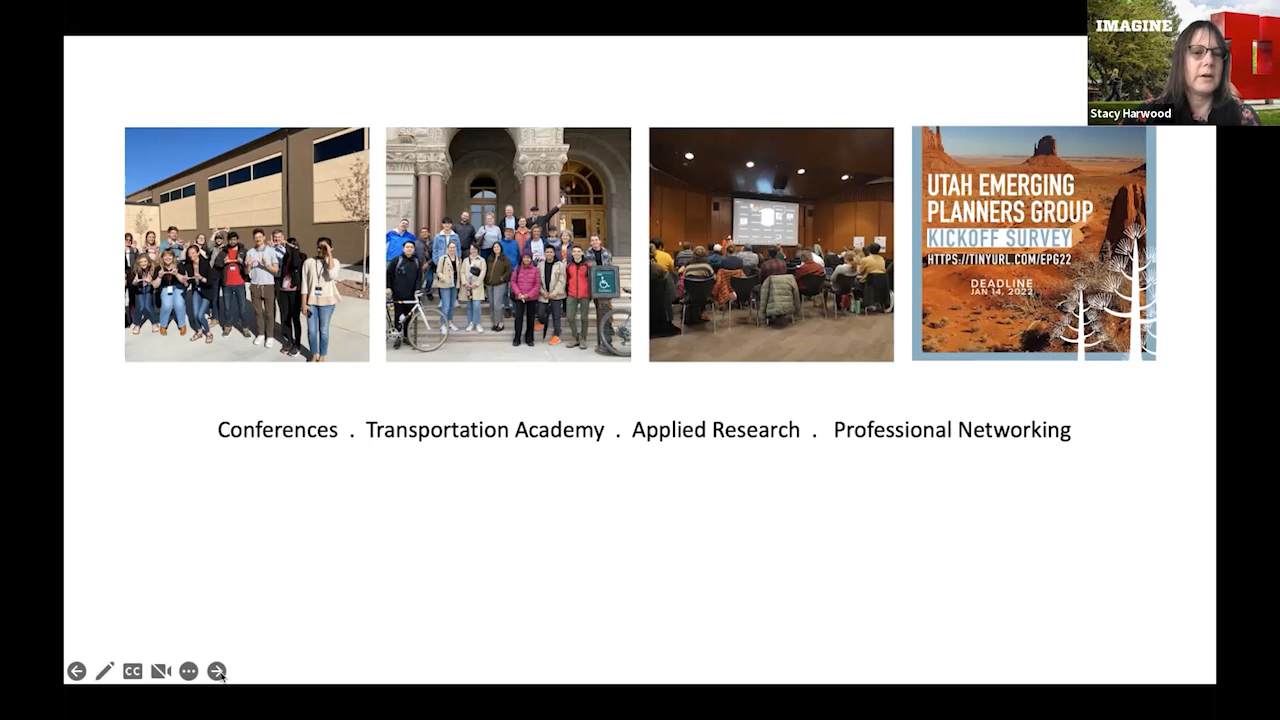 IMAGINE
Stacy Harwood
UTAH EMERGING
PLANNERS GROUP
KICKOFF SURVEY
HTTPS://TINYURL.COM/EPG22
DEADLINE
JAN 14, 2022
Conferences . Transportation Academy . Applied Research . Professional Networking
CC